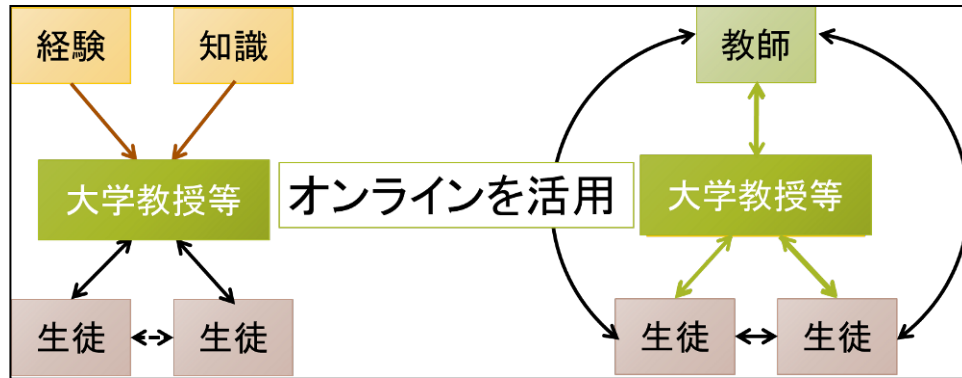 経験
知識
教師
大学教授等
オンラインを活用
大学教授等
生徒
生徒
生徒
生徒